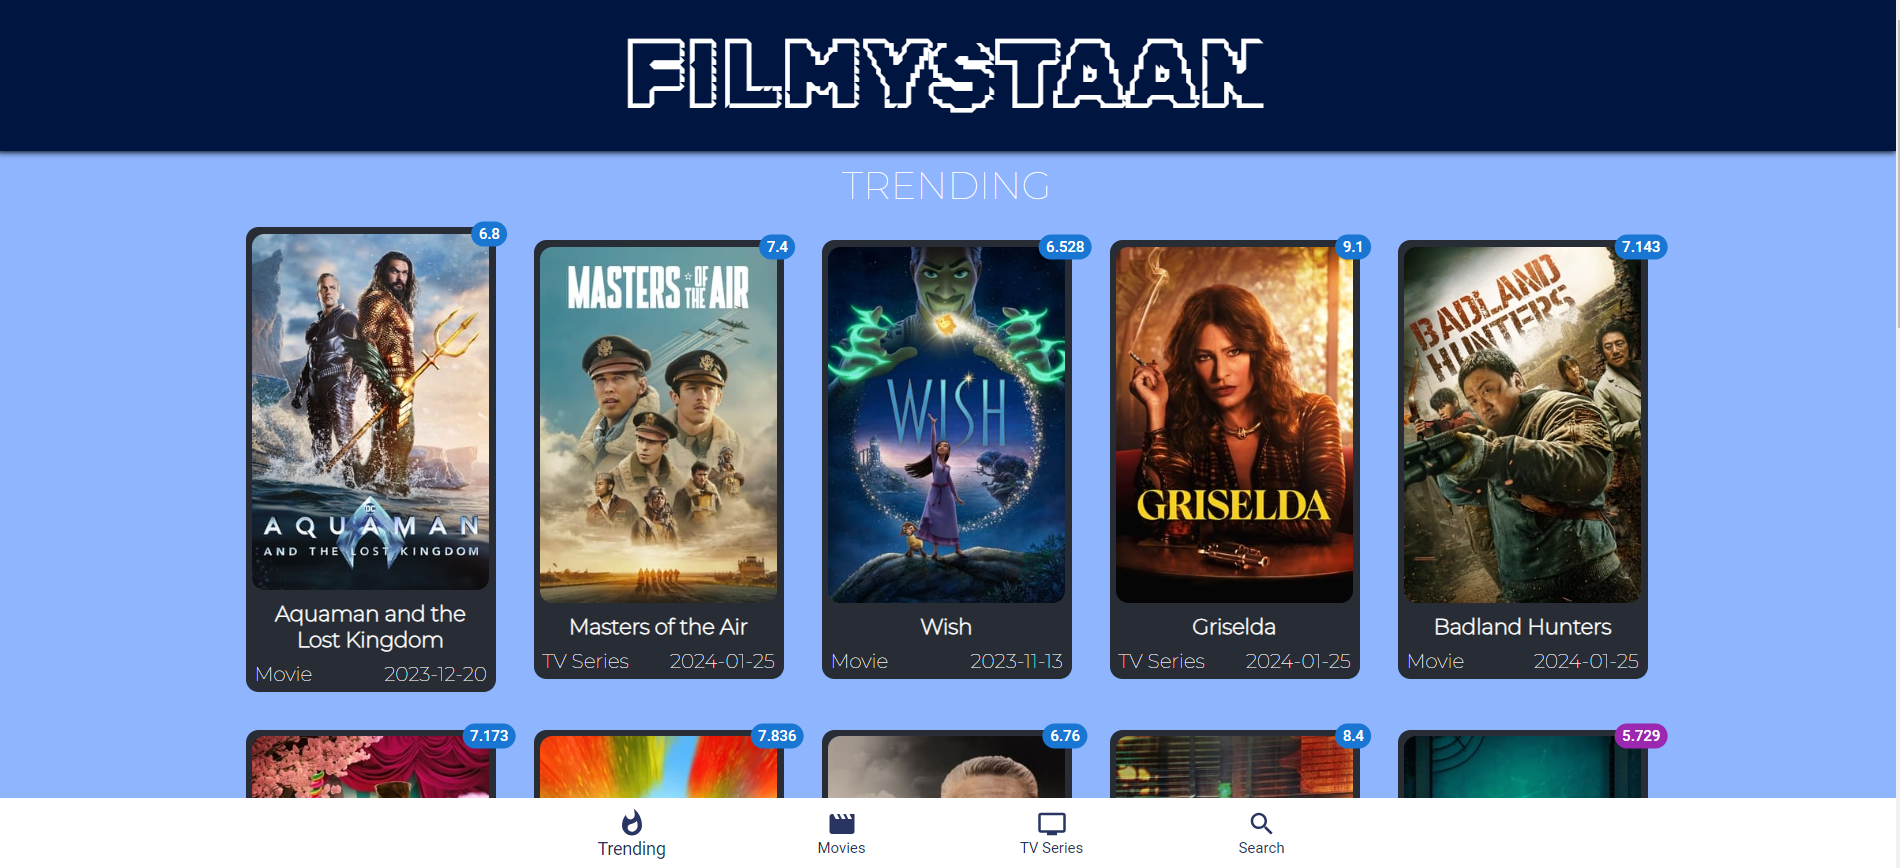 FILMYSTAAN
TRENDING
6.8
7.4
6.528
9.1
7.143
MASTERS OF THE AIR
WISH
GRISELDA
BADLAND
HUNTERS
DC
AQUAMAN
AND THE LOST KINGDOM
Aquaman and the
Lost Kingdom
Movie 2023-12-20
Masters of the Air
TV Series 2024-01-25
Wish
Movie 2023-11-13
Griselda
TV Series 2024-01-25
Badland Hunters
Movie 2024-01-25
7.173
7.836
6.76
8.4
5.729
Trending
Movies
TV Series
Search